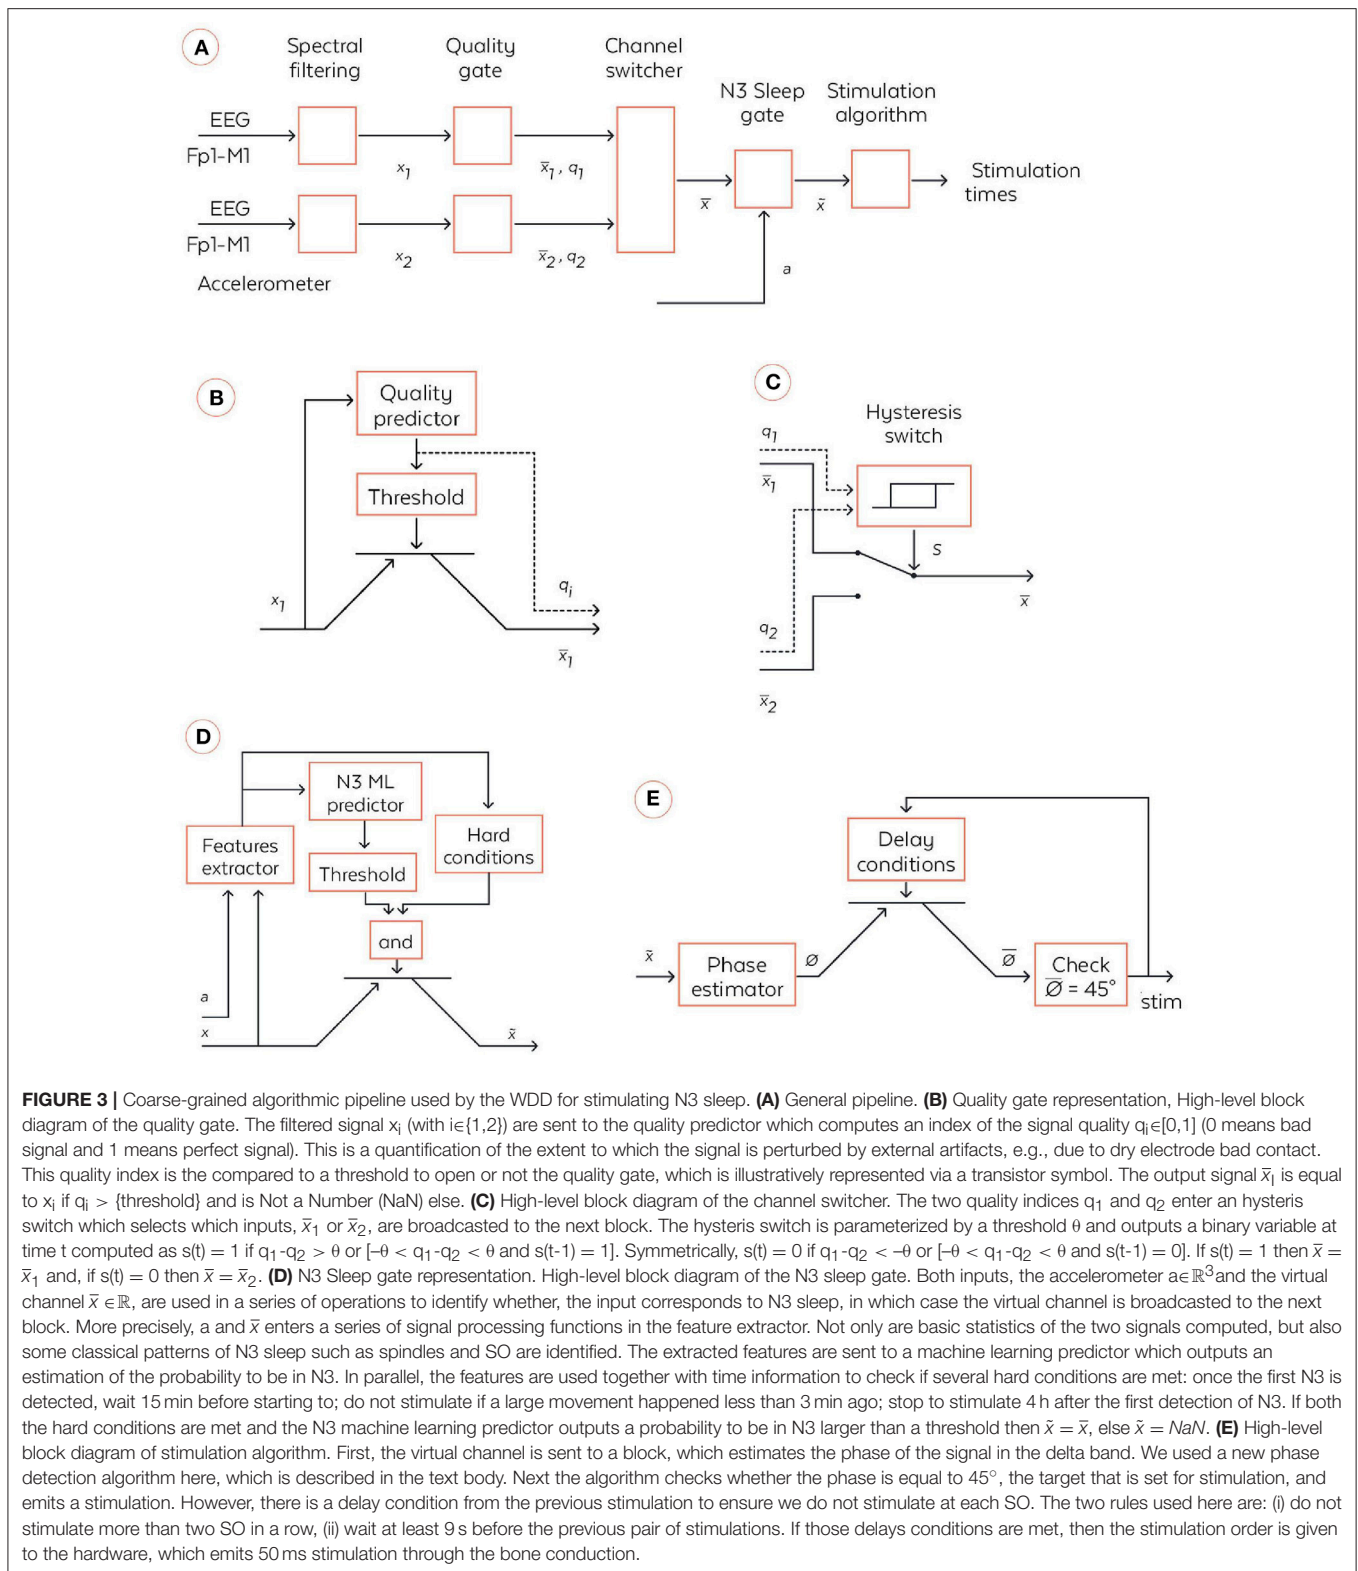 A
Spectral
filtering
Quality
gate
Channel
switcher
N3 Sleep
gate
Stimulation
algorithm
EEG
Fp1-M1
x1
x̅1, q1
EEG
Fp1-M1
x2
x̅2, q2
Accelerometer
x̅
x̃
a
Stimulation
times
B
Quality
predictor
Threshold
x1
qi
x̅1
C
Hysteresis
switch
q1
x̅1
S
x̅
q2
x̅2
D
N3 ML
predictor
Features
extractor
Threshold
Hard
conditions
and
a
x
x̃
E
Delay
conditions
x̃
Phase
estimator
Ø
Ø̅
Check
Ø̅ = 45°
stim
FIGURE 3 | Coarse-grained algorithmic pipeline used by the WDD for stimulating N3 sleep. (A) General pipeline. (B) Quality gate representation, High-level block
diagram of the quality gate. The filtered signal xi (with i∈{1,2}) are sent to the quality predictor which computes an index of the signal quality qi∈[0,1] (0 means bad
signal and 1 means perfect signal). This is a quantification of the extent to which the signal is perturbed by external artifacts, e.g., due to dry electrode bad contact.
This quality index is the compared to a threshold to open or not the quality gate, which is illustratively represented via a transistor symbol. The output signal x̅I is equal
to xi if qi > {threshold} and is Not a Number (NaN) else. (C) High-level block diagram of the channel switcher. The two quality indices q1 and q2 enter an hysteris
switch which selects which inputs, x̅1 or x̅2, are broadcasted to the next block. The hysteris switch is parameterized by a threshold θ and outputs a binary variable at
time t computed as s(t) = 1 if q1-q2 > θ or [–θ < q1-q2 < θ and s(t-1) = 1]. Symmetrically, s(t) = 0 if q1-q2 < –θ or [–θ < q1-q2 < θ and s(t-1) = 0]. If s(t) = 1 then x̅ =
x̅1 and, if s(t) = 0 then x̅ = x̅2. (D) N3 Sleep gate representation. High-level block diagram of the N3 sleep gate. Both inputs, the accelerometer a∈ℝ3and the virtual
channel x̅ ∈ℝ, are used in a series of operations to identify whether, the input corresponds to N3 sleep, in which case the virtual channel is broadcasted to the next
block. More precisely, a and x̅ enters a series of signal processing functions in the feature extractor. Not only are basic statistics of the two signals computed, but also
some classical patterns of N3 sleep such as spindles and SO are identified. The extracted features are sent to a machine learning predictor which outputs an
estimation of the probability to be in N3. In parallel, the features are used together with time information to check if several hard conditions are met: once the first N3 is
detected, wait 15 min before starting to; do not stimulate if a large movement happened less than 3 min ago; stop to stimulate 4 h after the first detection of N3. If both
the hard conditions are met and the N3 machine learning predictor outputs a probability to be in N3 larger than a threshold then x̃ = x̅, else x̃ = NaN. (E) High-level
block diagram of stimulation algorithm. First, the virtual channel is sent to a block, which estimates the phase of the signal in the delta band. We used a new phase
detection algorithm here, which is described in the text body. Next the algorithm checks whether the phase is equal to 45°, the target that is set for stimulation, and
emits a stimulation. However, there is a delay condition from the previous stimulation to ensure we do not stimulate at each SO. The two rules used here are: (i) do not
stimulate more than two SO in a row, (ii) wait at least 9 s before the previous pair of stimulations. If those delays conditions are met, then the stimulation order is given
to the hardware, which emits 50 ms stimulation through the bone conduction.